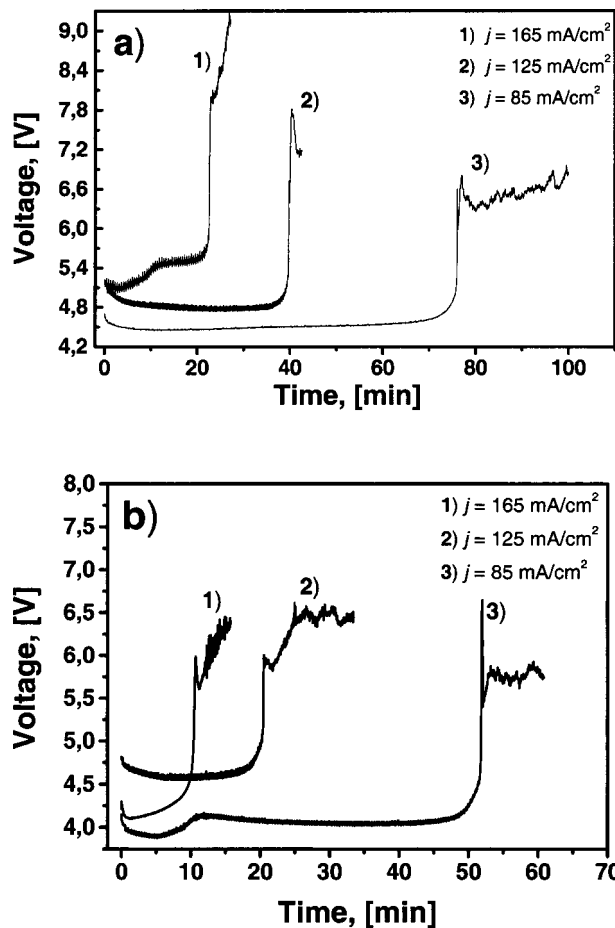 a)
9,0
8,4
7,8
7,2
6,6
5,4
4,8
4,2
Voltage, [V]
1)
2)
3)
1) j = 165 mA/cm²
2) j = 125 mA/cm²
3) j = 85 mA/cm²
0 20 40 60 80 100
Time, [min]
b)
8,0
7,5
7,0
6,5
6,0
5,5
5,0
4,5
4,0
Voltage, [V]
1)
2)
3)
1) j = 165 mA/cm²
2) j = 125 mA/cm²
3) j = 85 mA/cm²
0 10 20 30 40 50 60 70
Time, [min]